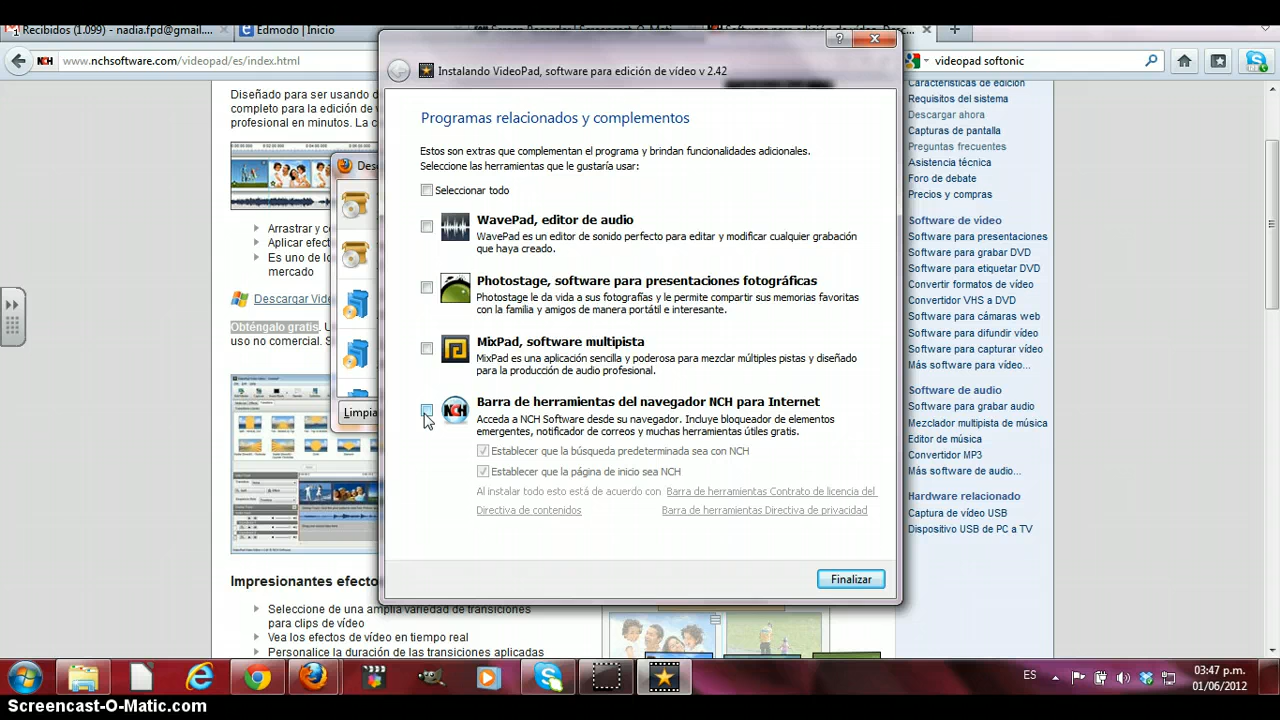 Recibidos (1.099) - nadia.fpd@gmail....
Edmodo | Inicio
www.nchsoftware.com/videopad/es/index.html
videopad softonic
Instalando VideoPad, software para edición de vídeo v 2.42
Programas relacionados y complementos
Estos son extras que complementan el programa y brindan funcionalidades adicionales.
Seleccione las herramientas que le gustaría usar:
Seleccionar todo
WavePad, editor de audio
WavePad es un editor de sonido perfecto para editar y modificar cualquier grabación
que haya creado.
Photostage, software para presentaciones fotográficas
Photostage le da vida a sus fotografías y le permite compartir sus memorias favoritas
con la familia y amigos de manera portátil e interesante.
MixPad, software multipista
MixPad es una aplicación sencilla y poderosa para mezclar múltiples pistas y diseñado
para la producción de audio profesional.
NCH
Barra de herramientas del navegador NCH para Internet
Acceda a NCH Software desde su navegador. Incluye bloqueador de elementos
emergentes, notificador de correos y muchas herramientas útiles gratis.
Establecer que la búsqueda predeterminada sea con NCH
Establecer que la página de inicio sea NCH
Al instalar todo esto está de acuerdo con Barra de herramientas Contrato de licencia del
Directiva de contenidos Barra de herramientas Directiva de privacidad
Finalizar
Diseñado para ser usado d
completo para la edición de v
profesional en minutos. La c
Arrastrar y c
Aplicar efect
Es uno de lo
mercado
Descargar Vide
Obténgalo gratis. U
uso no comercial. S
Des
Limpia
Impresionantes efecto
Seleccione de una amplia variedad de transiciones
para clips de vídeo
Vea los efectos de vídeo en tiempo real
Personalice la duración de las transiciones aplicadas
Características de edición
Requisitos del sistema
Descargar ahora
Capturas de pantalla
Preguntas frecuentes
Asistencia técnica
Foro de debate
Precios y compras
Software de video
Software para presentaciones
Software para grabar DVD
Software para etiquetar DVD
Convertir formatos de vídeo
Convertidor VHS a DVD
Software para cámaras web
Software para difundir vídeo
Software para capturar vídeo
Más software para vídeo...
Software de audio
Software para grabar audio
Mezclador multipista de música
Editor de música
Convertidor MP3
Más software de audio...
Hardware relacionado
Captura de vídeo USB
Dispositivo USB de PC a TV
ES
03:47 p.m.
01/06/2012
Screencast-O-Matic.com